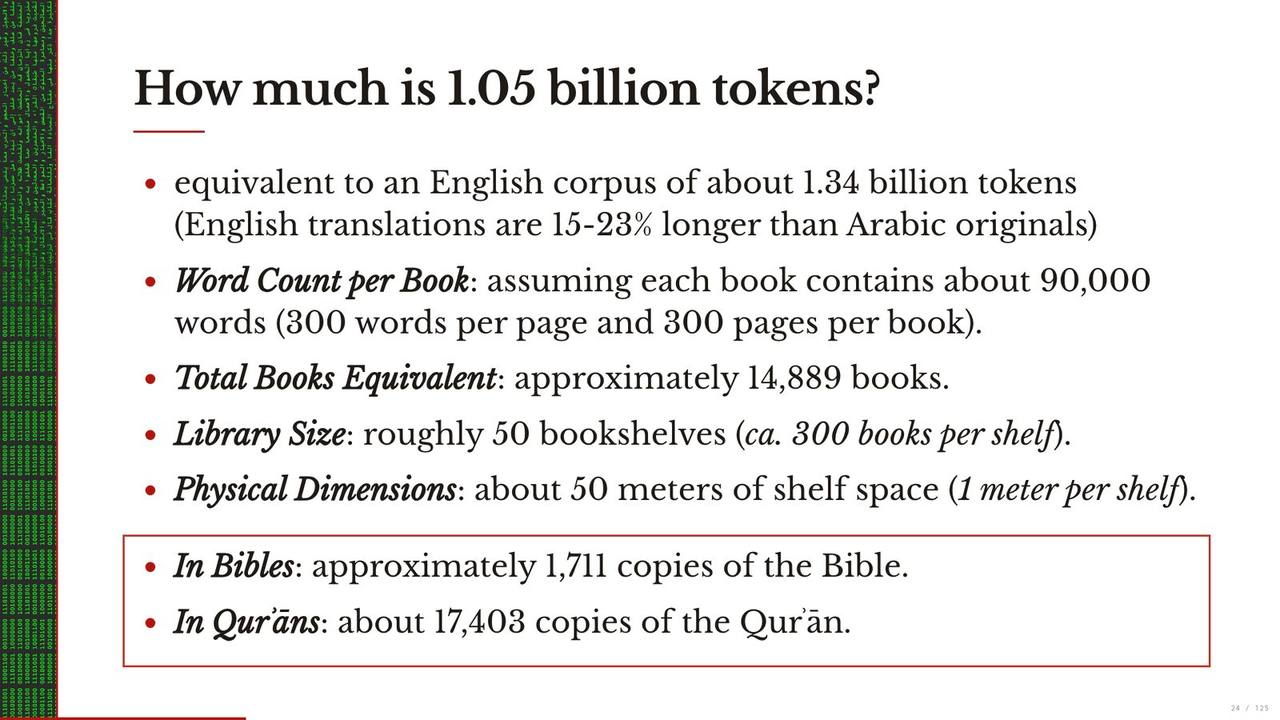 How much is 1.05 billion tokens?
• equivalent to an English corpus of about 1.34 billion tokens
(English translations are 15-23% longer than Arabic originals)
• Word Count per Book: assuming each book contains about 90,000
words (300 words per page and 300 pages per book).
• Total Books Equivalent: approximately 14,889 books.
• Library Size: roughly 50 bookshelves (ca. 300 books per shelf).
• Physical Dimensions: about 50 meters of shelf space (1 meter per shelf).
• In Bibles: approximately 1,711 copies of the Bible.
• In Qurʾāns: about 17,403 copies of the Qurʾān.
24 / 125